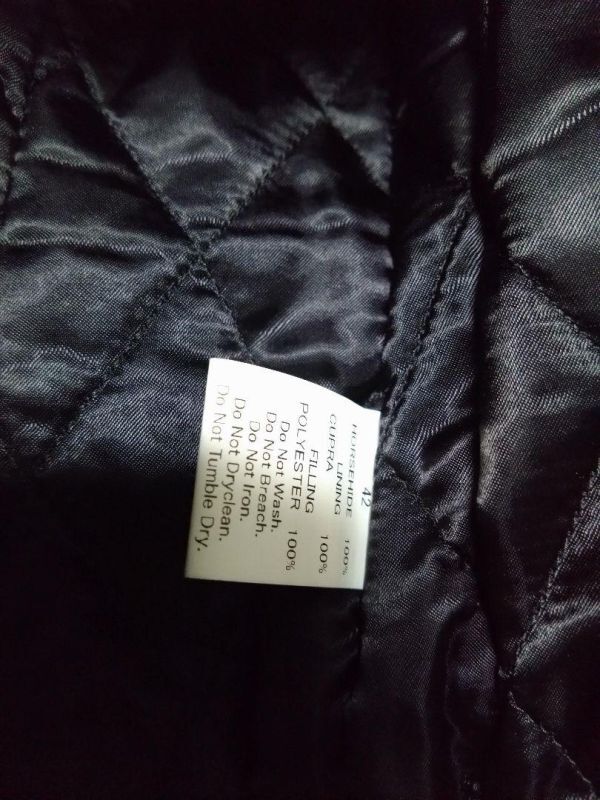 42
HORSEHIDE 100%
LINING
CUPRA 100%
FILLING
POLYESTER 100%
Do Not Wash.
Do Not Breach.
Do Not Iron.
Do Not Dryclean.
Do Not Tumble Dry.